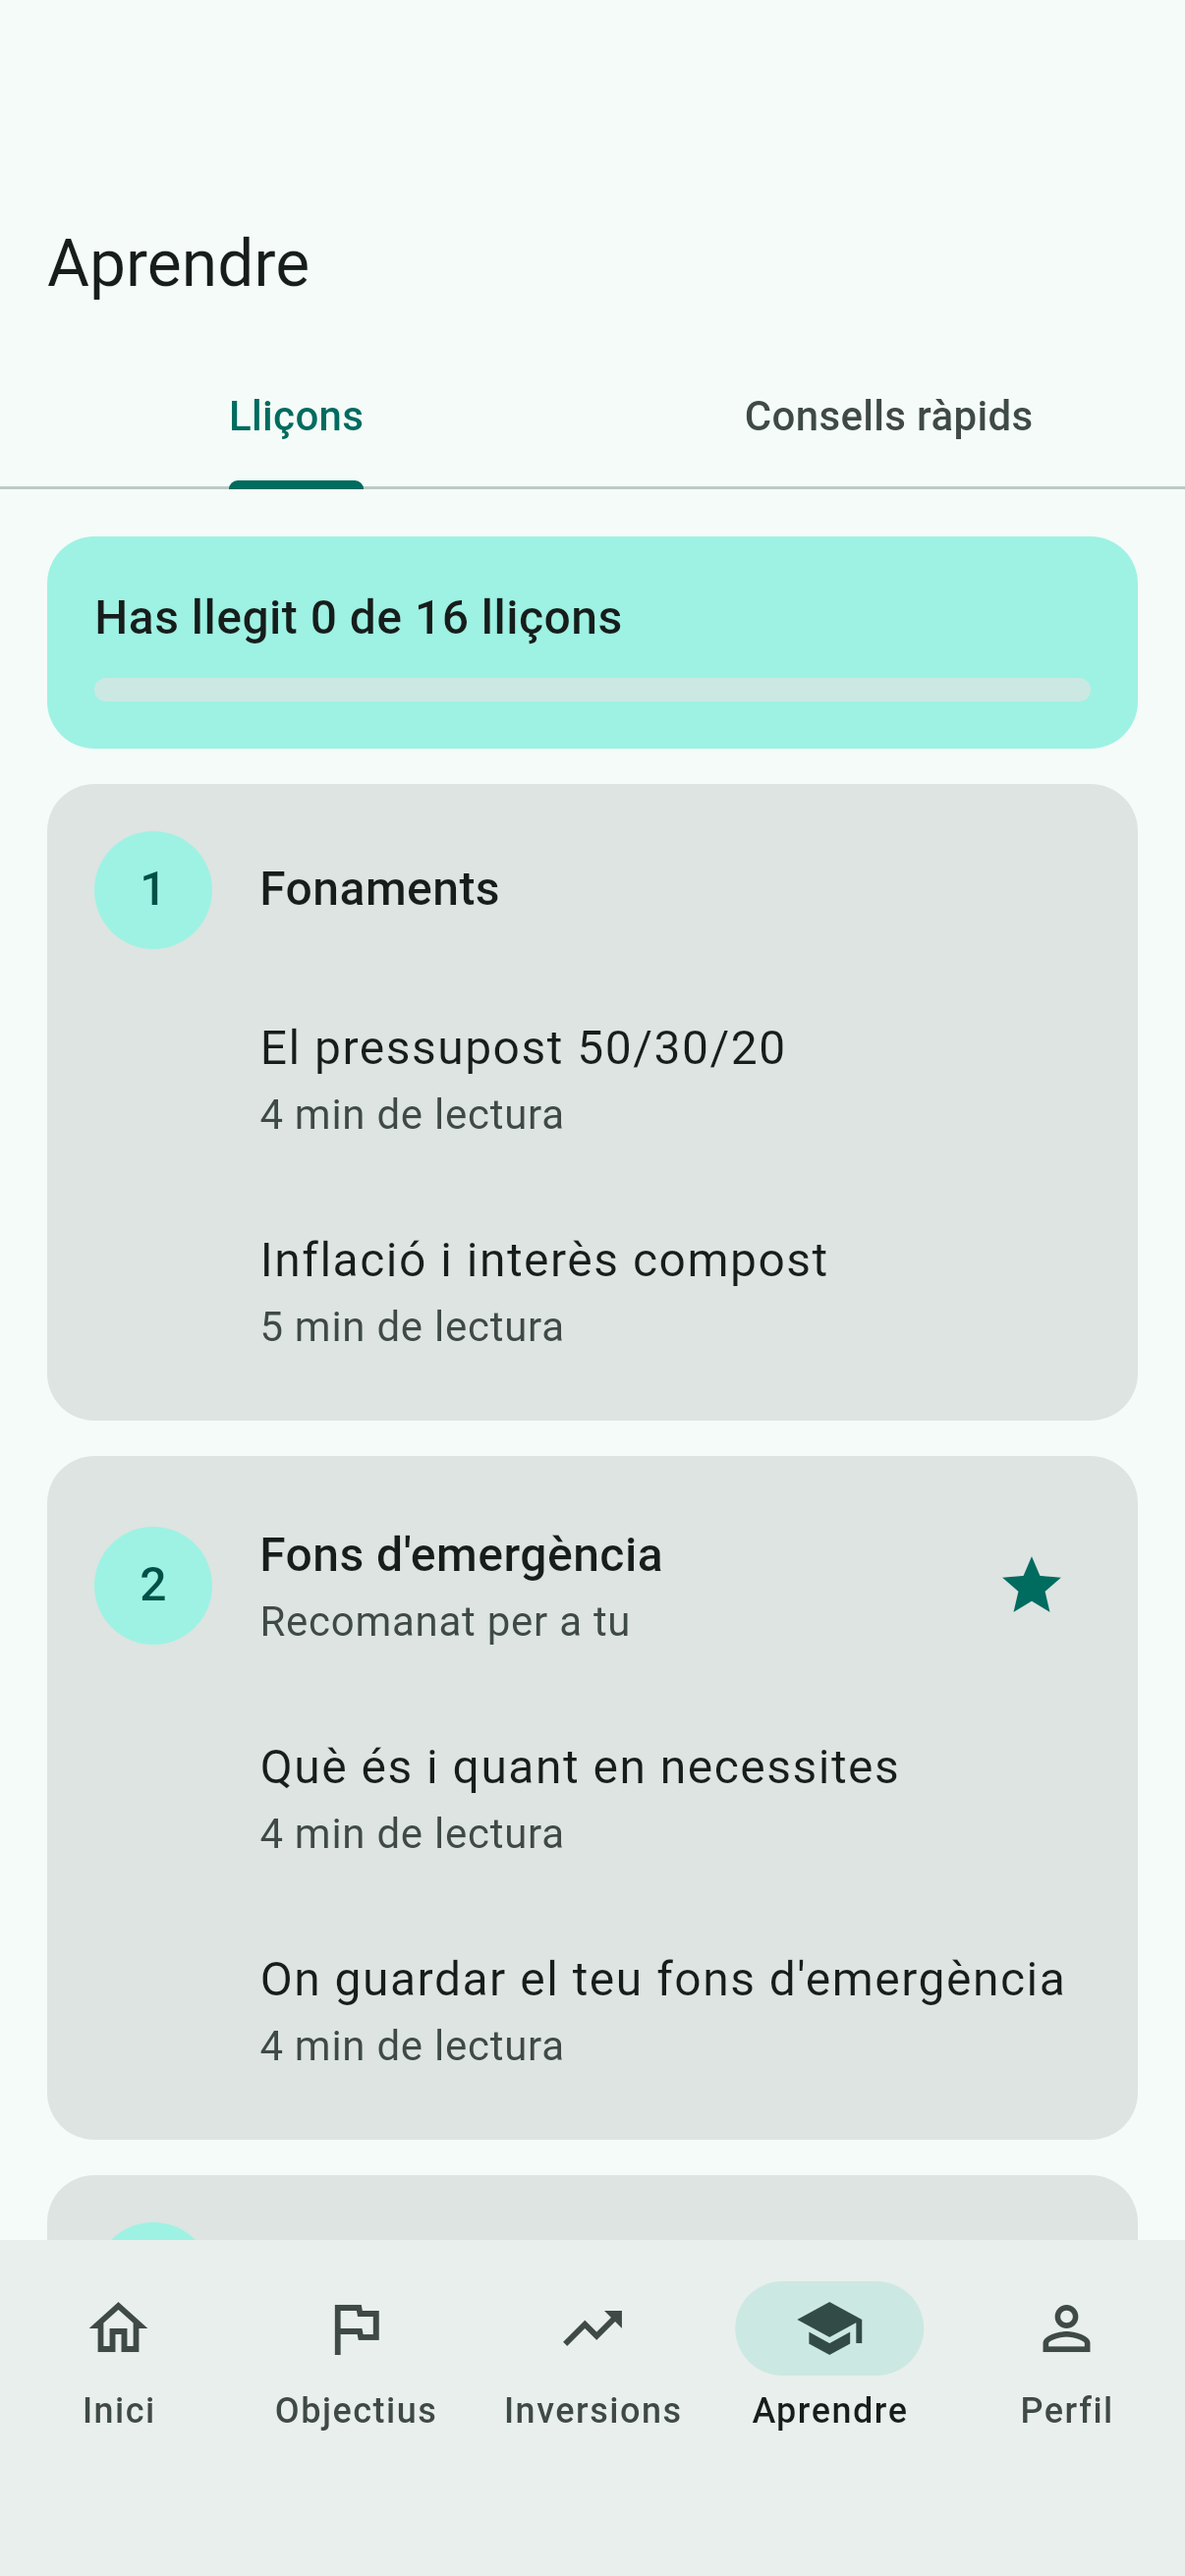 Aprendre
Lliçons
Consells ràpids
Has llegit 0 de 16 lliçons
1
Fonaments
El pressupost 50/30/20
4 min de lectura
Inflació i interès compost
5 min de lectura
2
Fons d'emergència
Recomanat per a tu
Què és i quant en necessites
4 min de lectura
On guardar el teu fons d'emergència
4 min de lectura
Inici
Objectius
Inversions
Aprendre
Perfil